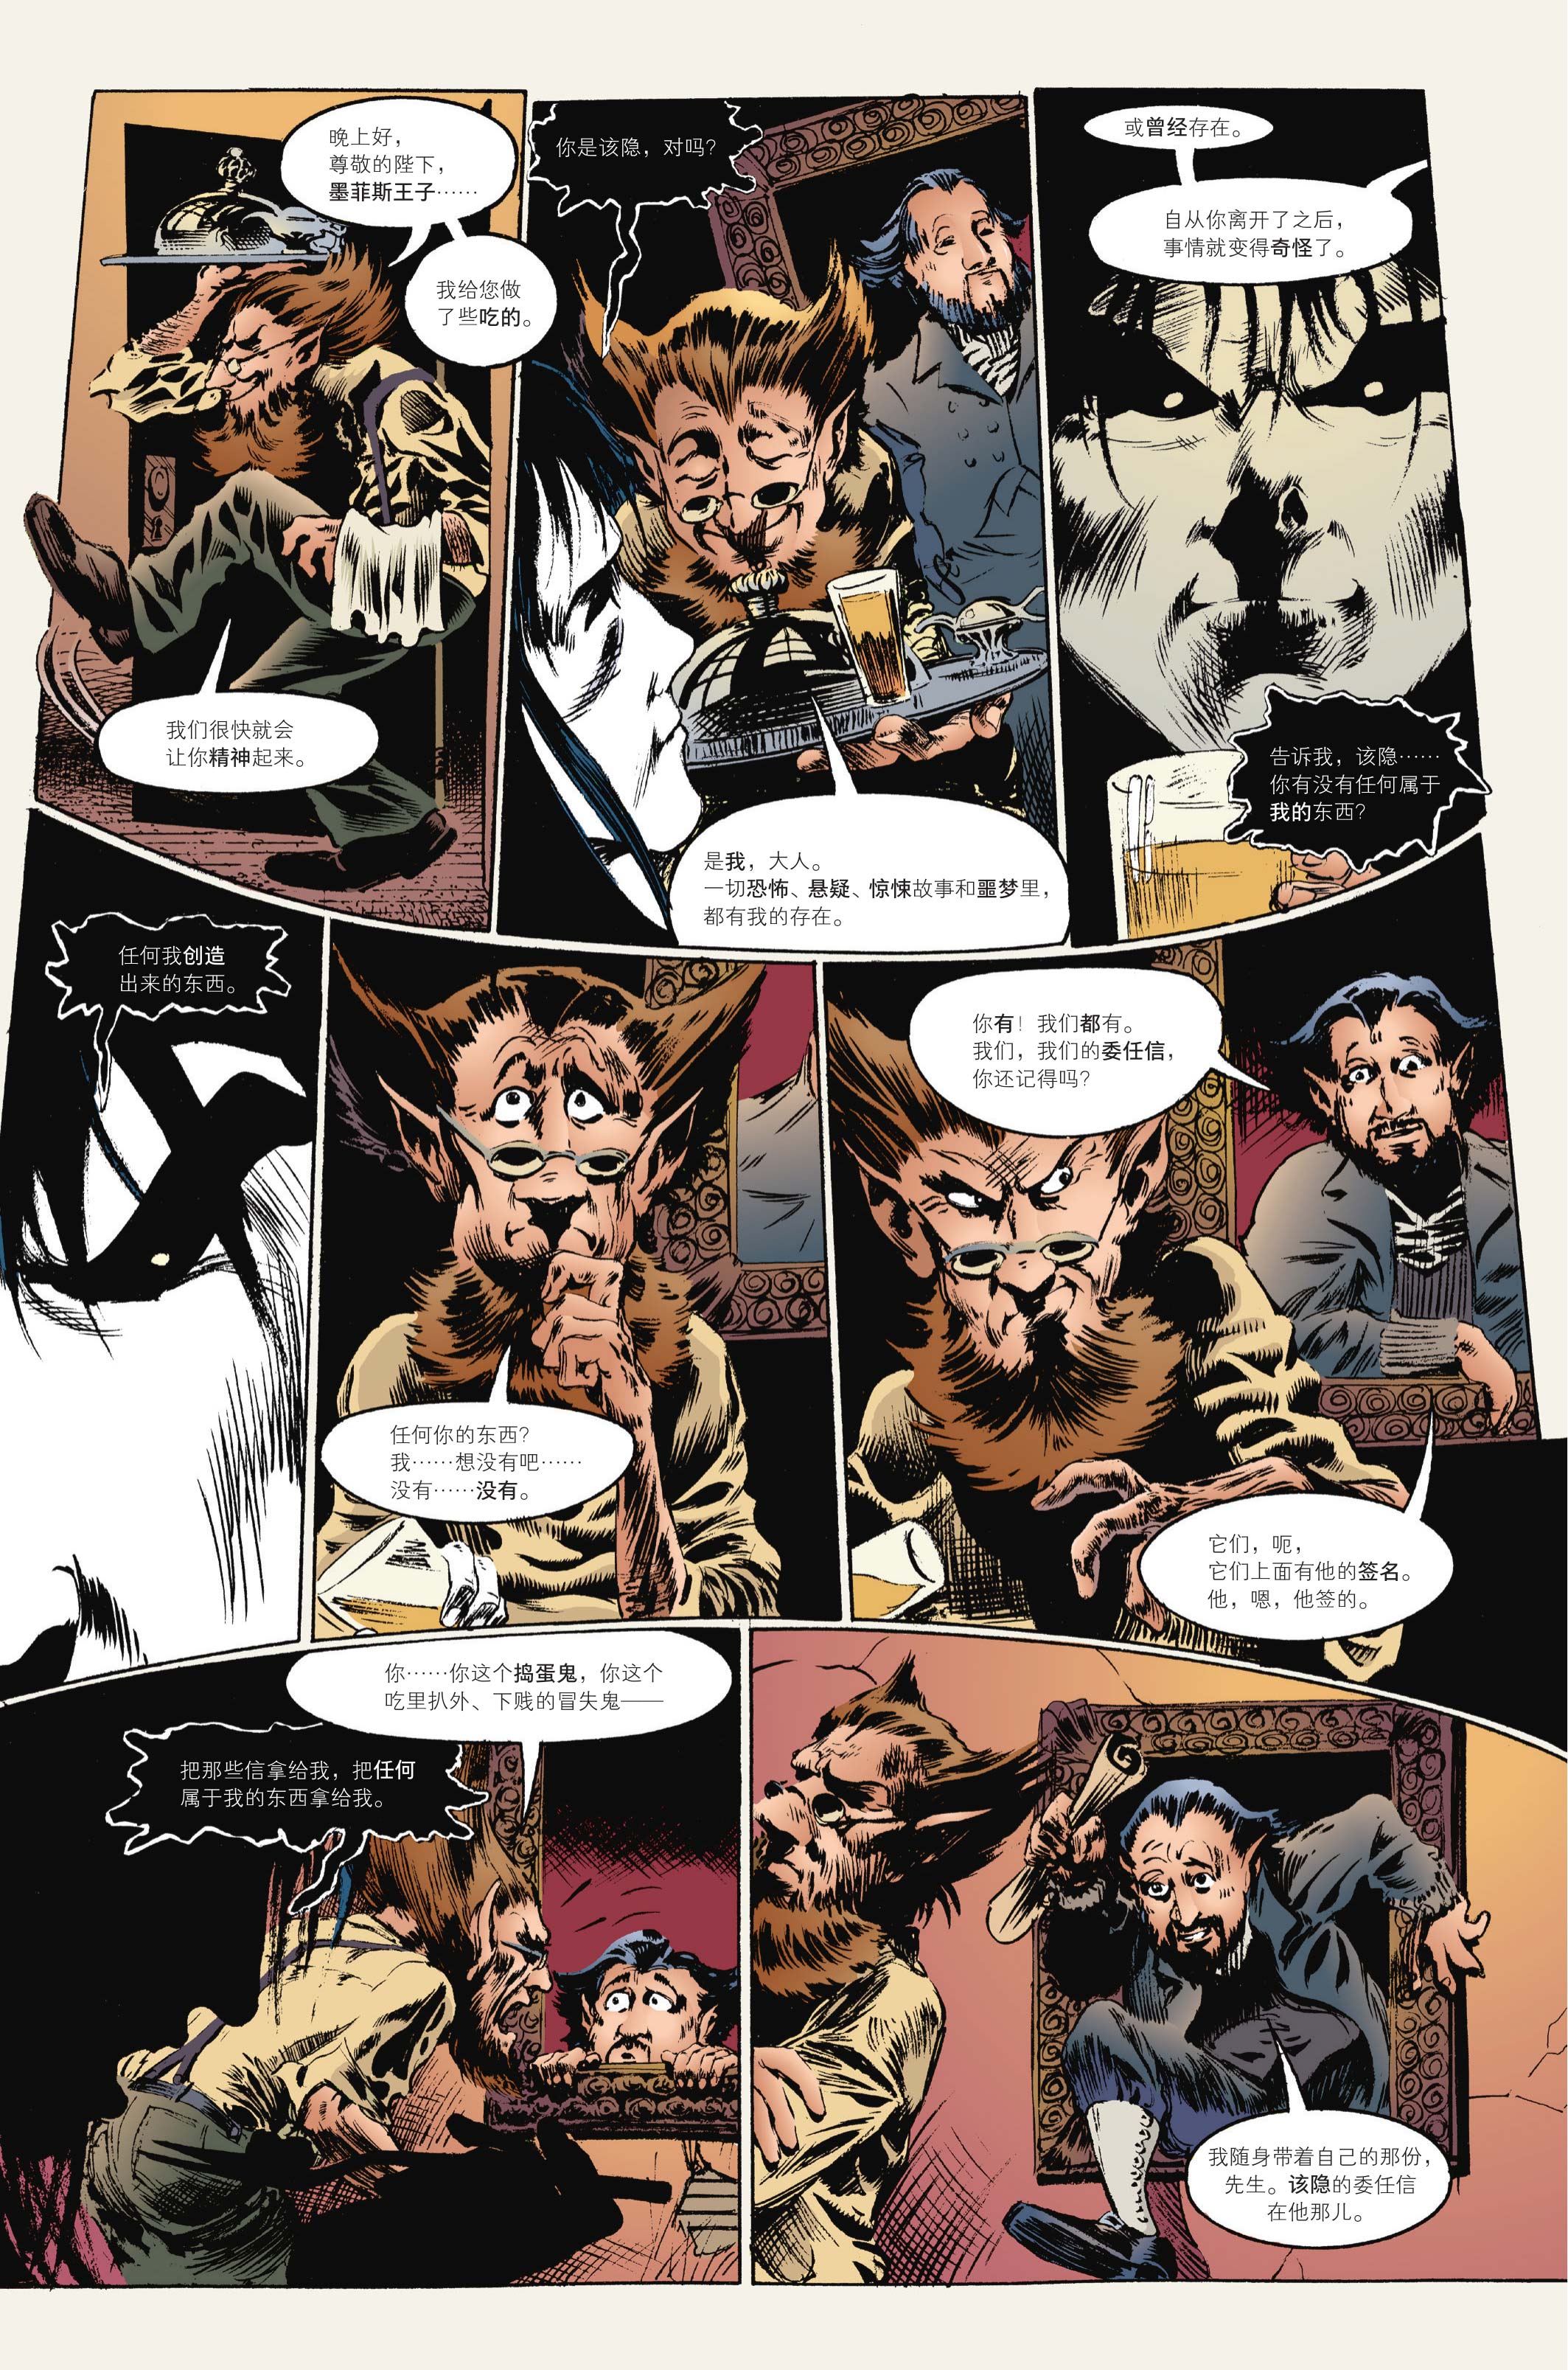 晚上好，
尊敬的陛下，
墨菲斯王子……
我给您做
了些吃的。
我们很快就会
让你精神起来。
你是该隐，对吗？
是我，大人。
一切恐怖、悬疑、惊悚故事和噩梦里，
都有我的存在。
或曾经存在。
自从你离开了之后，
事情就变得奇怪了。
告诉我，该隐……
你有没有任何属于
我的东西？
任何我创造
出来的东西。
任何你的东西？
我……想没有吧……
没有……没有。
你有！我们都有。
我们，我们的委任信，
你还记得吗？
它们，呃，
它们上面有他的签名。
他，嗯，他签的。
你……你这个捣蛋鬼，你这个
吃里扒外、下贱的冒失鬼——
把那些信拿给我，把任何
属于我的东西拿给我。
我随身带着自己的那份，
先生。该隐的委任信
在他那儿。